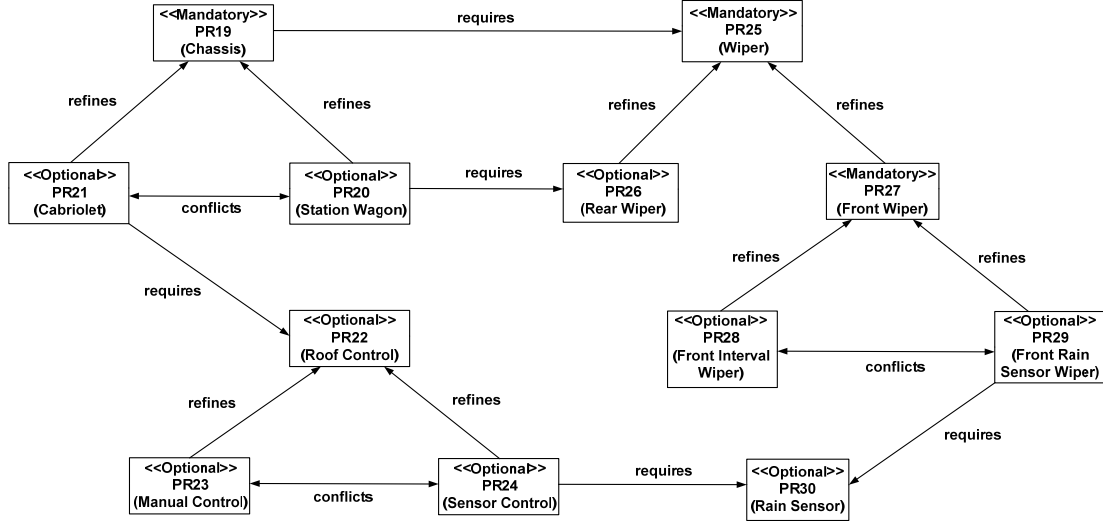 <<Mandatory>>
PR19
(Chassis)
requires
<<Mandatory>>
PR25
(Wiper)
refines
refines
refines
refines
<<Optional>>
PR21
(Cabriolet)
conflicts
<<Optional>>
PR20
(Station Wagon)
requires
<<Optional>>
PR26
(Rear Wiper)
<<Mandatory>>
PR27
(Front Wiper)
requires
refines
refines
<<Optional>>
PR22
(Roof Control)
<<Optional>>
PR28
(Front Interval
Wiper)
conflicts
<<Optional>>
PR29
(Front Rain
Sensor Wiper)
refines
refines
requires
<<Optional>>
PR23
(Manual Control)
conflicts
<<Optional>>
PR24
(Sensor Control)
requires
<<Optional>>
PR30
(Rain Sensor)